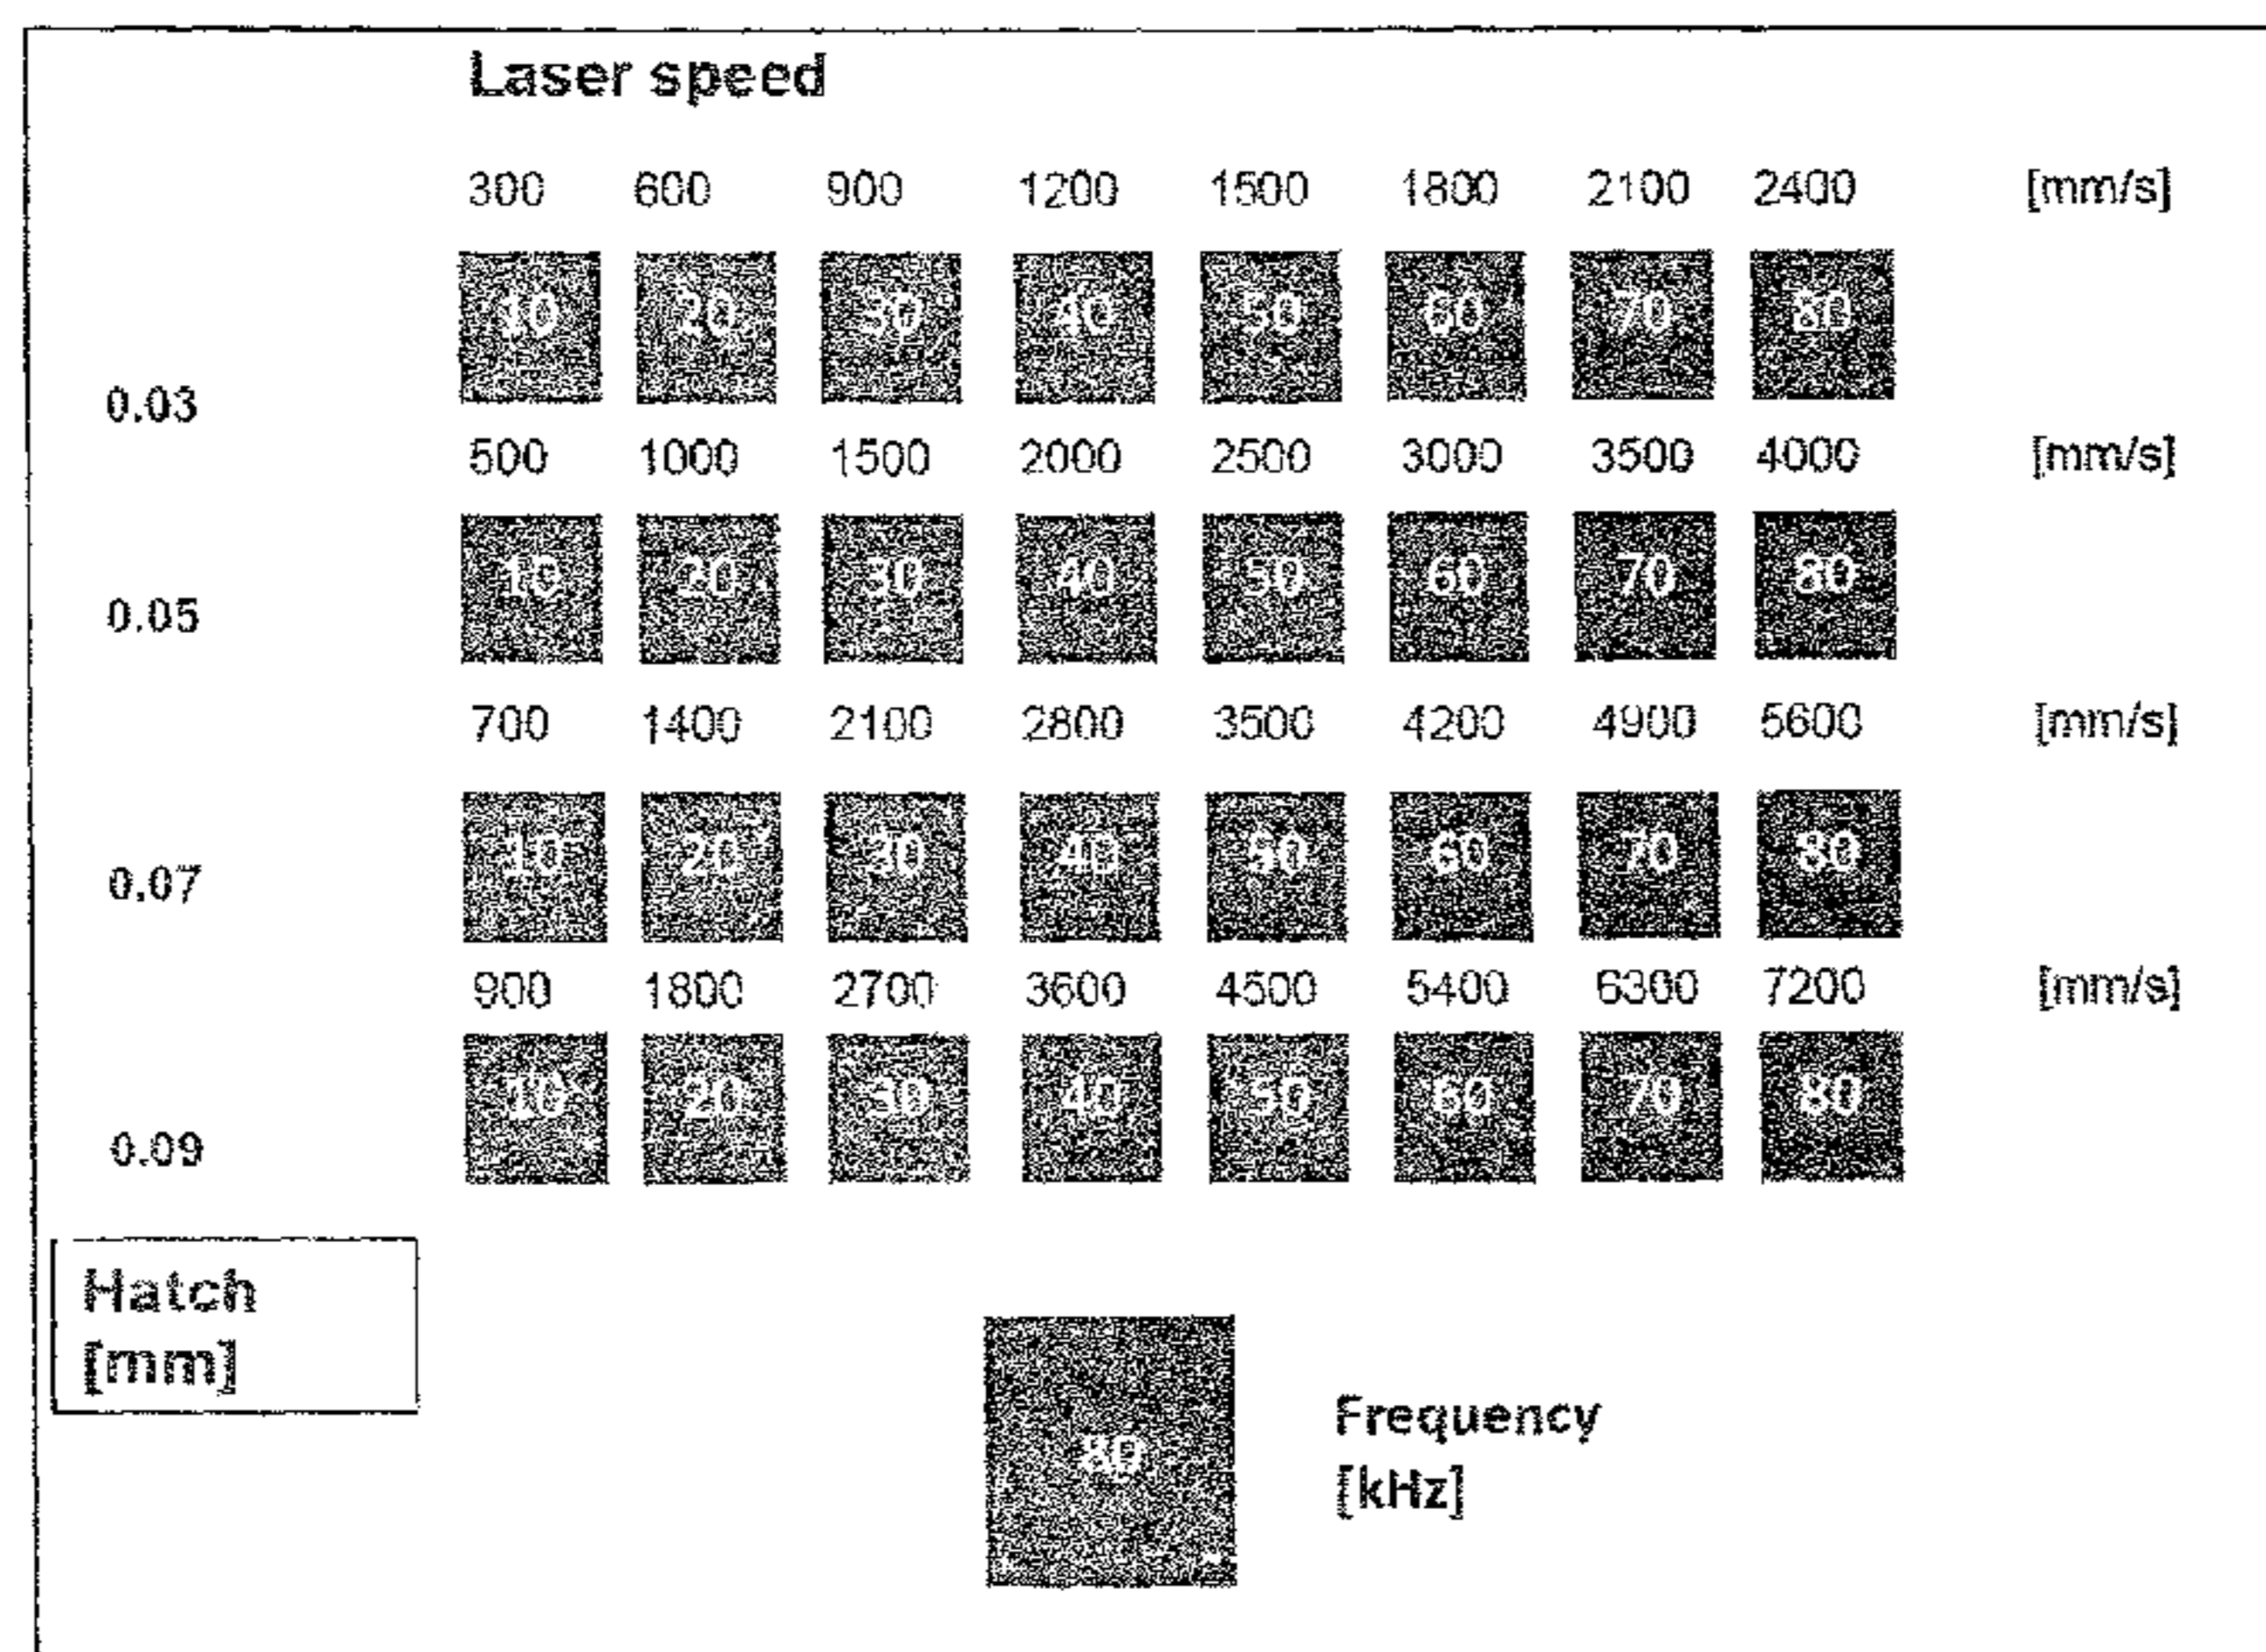 Laser speed
300 600 900 1200 1500 1800 2100 2400 [mm/s]
10 20 30 40 50 60 70 80
0.03
500 1000 1500 2000 2500 3000 3500 4000 [mm/s]
10 20 30 40 50 60 70 80
0.05
700 1400 2100 2800 3500 4200 4900 5600 [mm/s]
10 20 30 40 50 60 70 80
0.07
900 1800 2700 3600 4500 5400 6300 7200 [mm/s]
10 20 30 40 50 60 70 80
0.09
Hatch
[mm]
80
Frequency
[kHz]